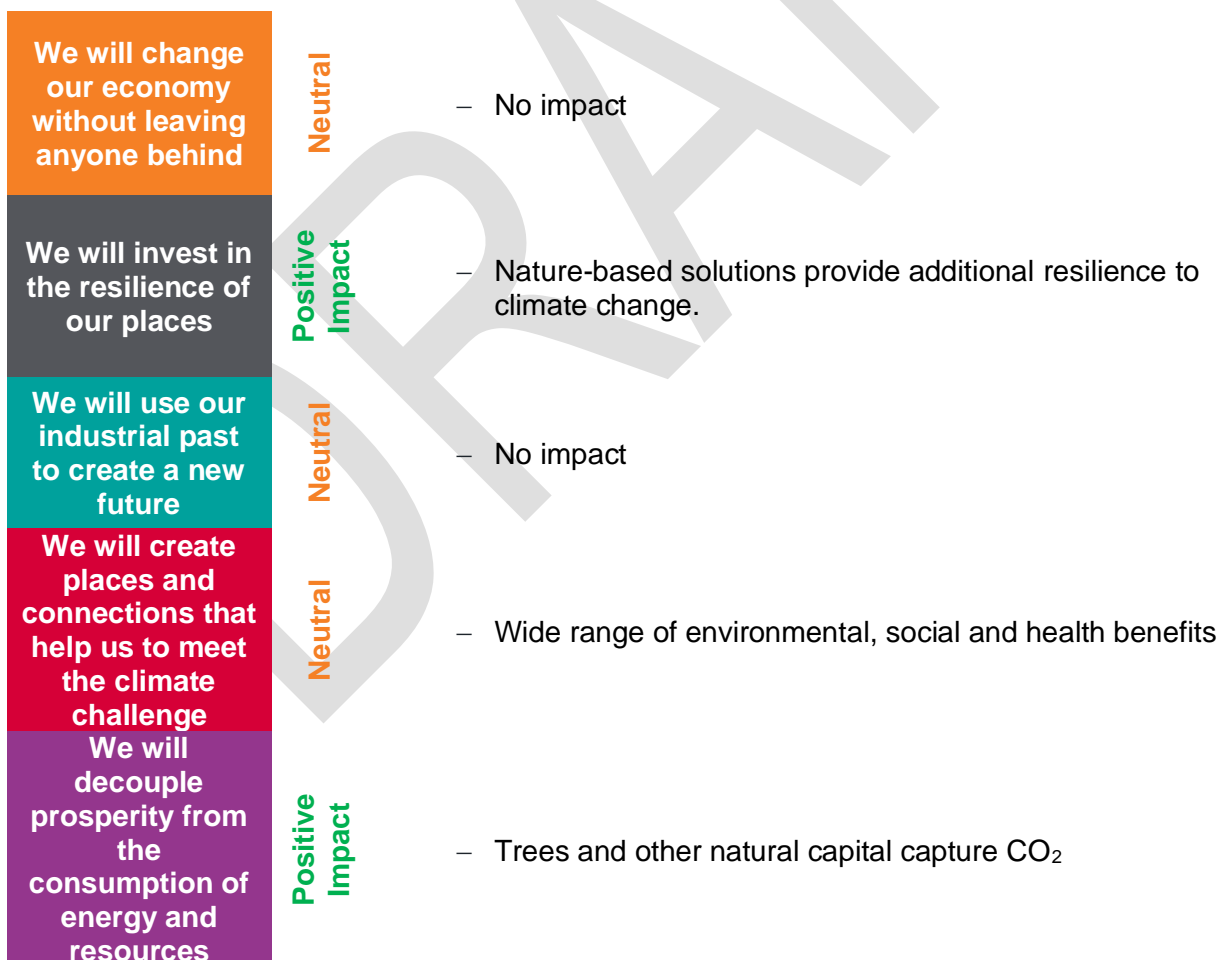 We will change
our economy
without leaving
anyone behind
Neutral
– No impact
We will invest in
the resilience of
our places
Positive
Impact
– Nature-based solutions provide additional resilience to
climate change.
We will use our
industrial past
to create a new
future
Neutral
– No impact
We will create
places and
connections that
help us to meet
the climate
challenge
Neutral
– Wide range of environmental, social and health benefits
We will
decouple
prosperity from
the
consumption of
energy and
resources
Positive
Impact
– Trees and other natural capital capture CO₂
DRA